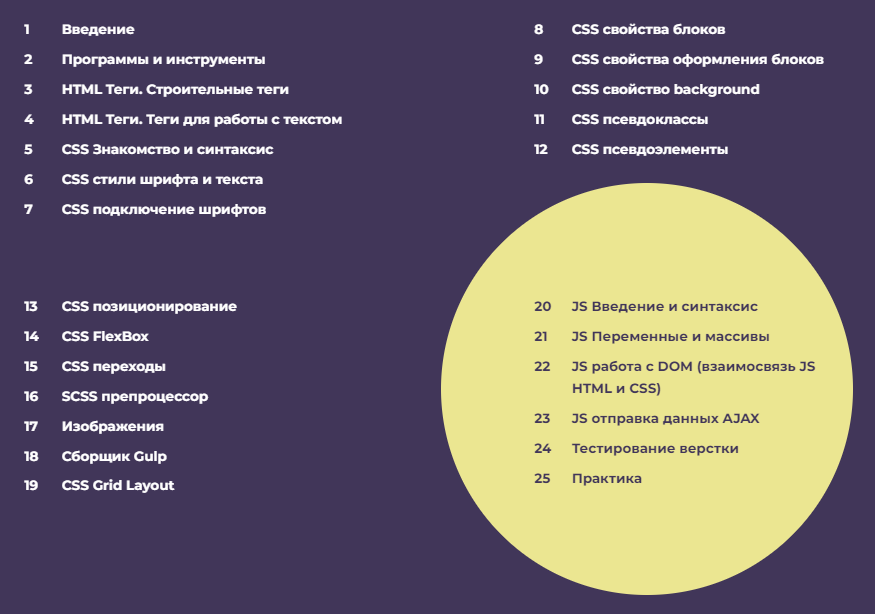 1 Введение
2 Программы и инструменты
3 HTML Теги. Строительные теги
4 HTML Теги. Теги для работы с текстом
5 CSS Знакомство и синтаксис
6 CSS стили шрифта и текста
7 CSS подключение шрифтов
8 CSS свойства блоков
9 CSS свойства оформления блоков
10 CSS свойство background
11 CSS псевдоклассы
12 CSS псевдоэлементы
13 CSS позиционирование
14 CSS FlexBox
15 CSS переходы
16 SCSS препроцессор
17 Изображения
18 Сборщик Gulp
19 CSS Grid Layout
20 JS Введение и синтаксис
21 JS Переменные и массивы
22 JS работа с DOM (взаимосвязь JS
HTML и CSS)
23 JS отправка данных AJAX
24 Тестирование верстки
25 Практика